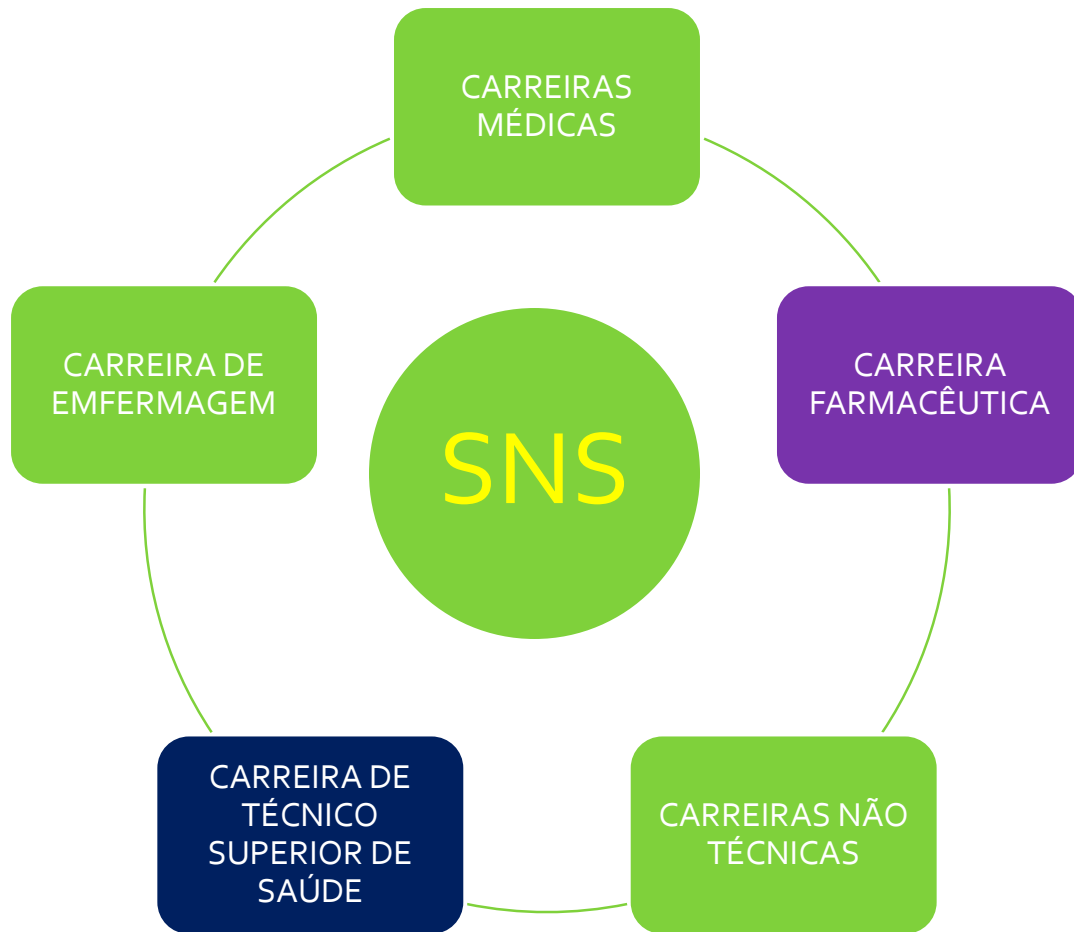 CARREIRAS
MÉDICAS
CARREIRA DE
EMFERMAGEM
CARREIRA
FARMACÊUTICA
SNS
CARREIRA DE
TÉCNICO
SUPERIOR DE
SAÚDE
CARREIRAS NÃO
TÉCNICAS